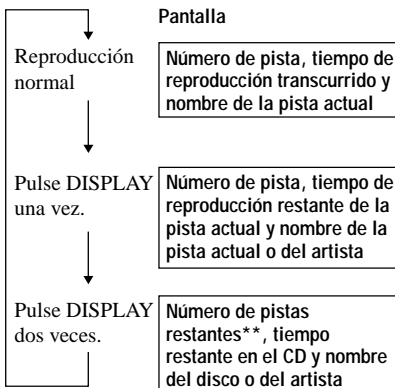 Pantalla
Reproducción
normal
Número de pista, tiempo de
reproducción transcurrido y
nombre de la pista actual
Pulse DISPLAY
una vez.
Número de pista, tiempo de
reproducción restante de la
pista actual y nombre de la
pista actual o del artista
Pulse DISPLAY
dos veces.
Número de pistas
restantes**, tiempo
restante en el CD y nombre
del disco o del artista